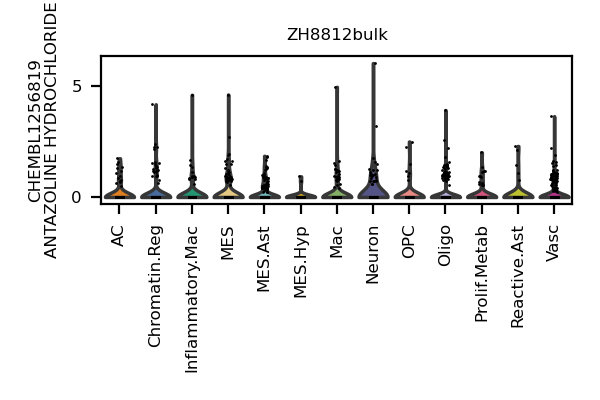 ZH8812bulk
CHEMBL1256819
ANTAZOLINE HYDROCHLORIDE
5
0
AC
Chromatin.Reg
Inflammatory.Mac
MES
MES.Ast
MES.Hyp
Mac
Neuron
OPC
Oligo
Prolif.Metab
Reactive.Ast
Vasc